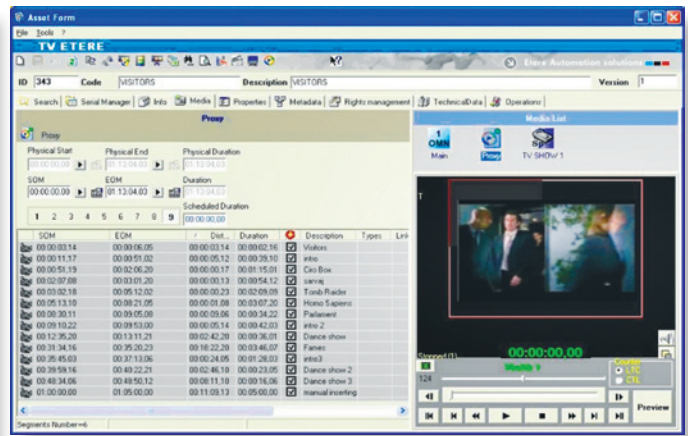 Asset Form
File Tools ?
TV ETERE
Etere Automation solutions
ID 343 Code VISITORS Description VISITORS Version 1
Search Serial Manager Info Media Properties Metadata Rights management TechnicalData Operations
Proxy
Media List
Proxy
Main Proxy TV SHOW 1
Physical Start Physical End Physical Duration
00:00:00,00 01:13:04,03 01:13:04,03
SOM EOM Duration
00:00:00,00 01:13:04,03 01:13:04,03
Scheduled Duration
1 2 3 4 5 6 7 8 9 00:00:00,00
SOM EOM / Dist... Duration Description Types Link
00:00:03,14 00:00:06,05 00:00:03,14 00:00:02,16 Visitors
00:00:11,17 00:00:51,02 00:00:05,12 00:00:39,10 intro
00:00:51,19 00:02:06,20 00:00:00,17 00:01:15,01 Ciro Box
00:02:07,08 00:03:01,20 00:00:00,13 00:00:54,12
00:03:02,18 00:05:12,02 00:00:00,23 00:02:09,09 Tomb Raider
00:05:13,10 00:08:21,05 00:00:01,08 00:03:07,20 Homo Sapiens
00:08:30,11 00:09:05,08 00:00:09,06 00:00:34,22 Parlament
00:09:10,22 00:09:53,00 00:00:05,14 00:00:42,03 intro 2
00:12:35,20 00:13:11,21 00:02:42,20 00:00:36,01 Dance show
00:31:34,16 00:35:20,23 00:18:22,20 00:03:46,07 Fames
00:35:45,03 00:37:13,06 00:00:24,05 00:01:28,03 intro3
00:39:59,16 00:40:22,21 00:02:46,10 00:00:23,05 Dance show 2
00:48:34,06 00:48:50,12 00:08:11,10 00:00:16,06 Dance show 3
01:00:00,00 01:05:00,00 00:11:09,13 00:05:00,00 manual inserting
Stopped (1) 00:00:00,00
124
Counter
LTC
CTL
Preview
Segments Number=6